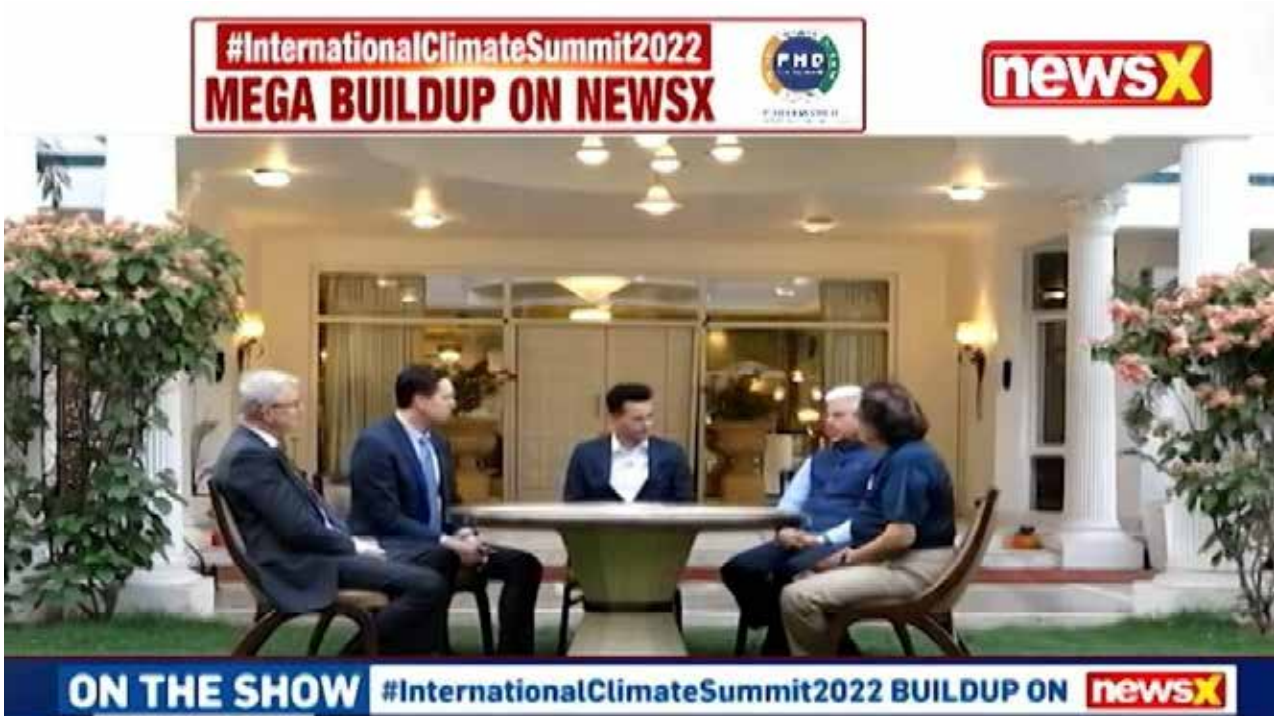 #InternationalClimateSummit2022
MEGA BUILDUP ON NEWSX
PHD
newsX
ON THE SHOW
#InternationalClimateSummit2022 BUILDUP ON newsX